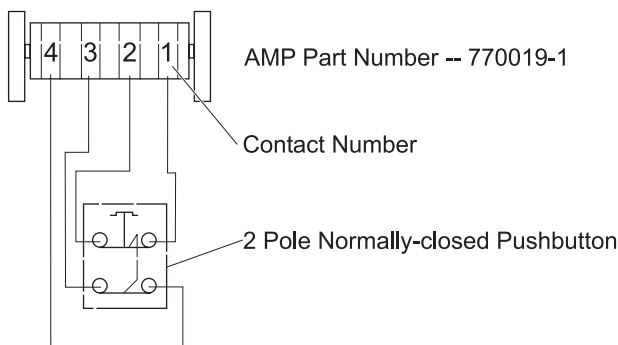 4 3 2 1
AMP Part Number -- 770019-1
Contact Number
2 Pole Normally-closed Pushbutton